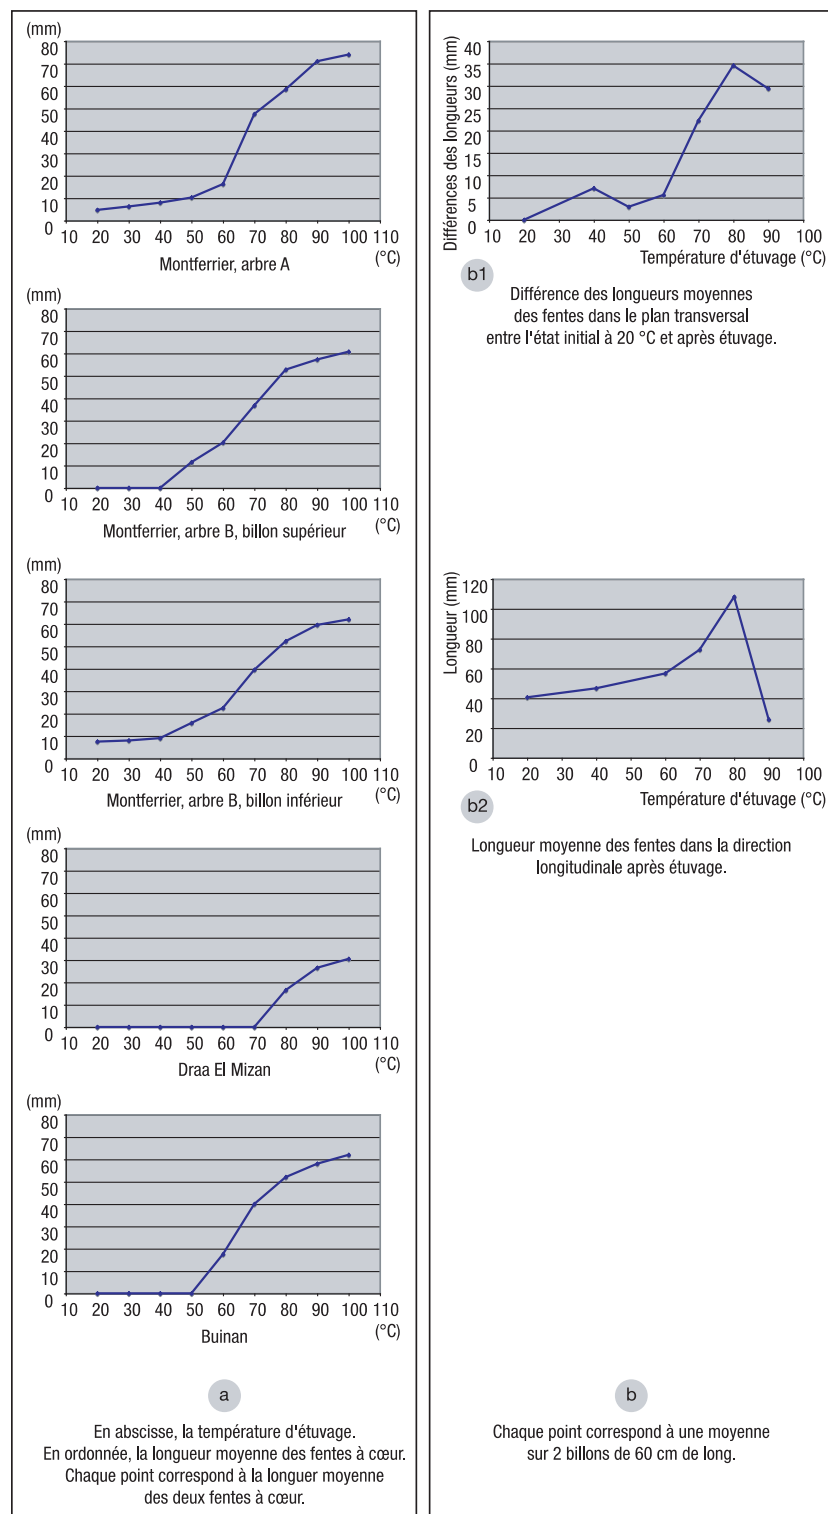 (mm)
80
70
60
50
40
30
20
10
0
10 20 30 40 50 60 70 80 90 100 110
(°C)
Montferrier, arbre A
80
70
60
50
40
30
20
10
0
10 20 30 40 50 60 70 80 90 100 110
(°C)
Montferrier, arbre B, billon supérieur
(mm)
80
70
60
50
40
30
20
10
0
10 20 30 40 50 60 70 80 90 100 110
(°C)
Montferrier, arbre B, billon inférieur
(mm)
80
70
60
50
40
30
20
10
0
10 20 30 40 50 60 70 80 90 100 110
(°C)
Draa El Mizan
(mm)
80
70
60
50
40
30
20
10
0
10 20 30 40 50 60 70 80 90 100 110
(°C)
Buinan
a
En abscisse, la température d'étuvage.
En ordonnée, la longueur moyenne des fentes à cœur.
Chaque point correspond à la longuer moyenne
des deux fentes à cœur.
Différences des longueurs (mm)
40
35
30
25
20
15
10
5
0
10 20 30 40 50 60 70 80 90 100
Température d'étuvage (°C)
b1
Différence des longueurs moyennes
des fentes dans le plan transversal
entre l'état initial à 20 °C et après étuvage.
Longueur (mm)
120
100
80
60
40
20
0
10 20 30 40 50 60 70 80 90 100
Température d'étuvage (°C)
b2
Longueur moyenne des fentes dans la direction
longitudinale après étuvage.
b
Chaque point correspond à une moyenne
sur 2 billons de 60 cm de long.